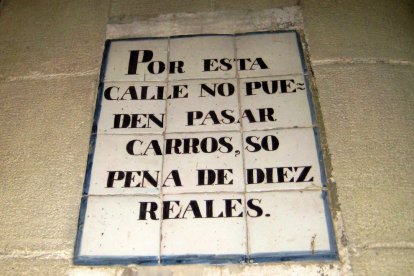 POR ESTA
CALLE NO PUE-
DEN PASAR
CARROS, SO
PENA DE DIEZ
REALES.